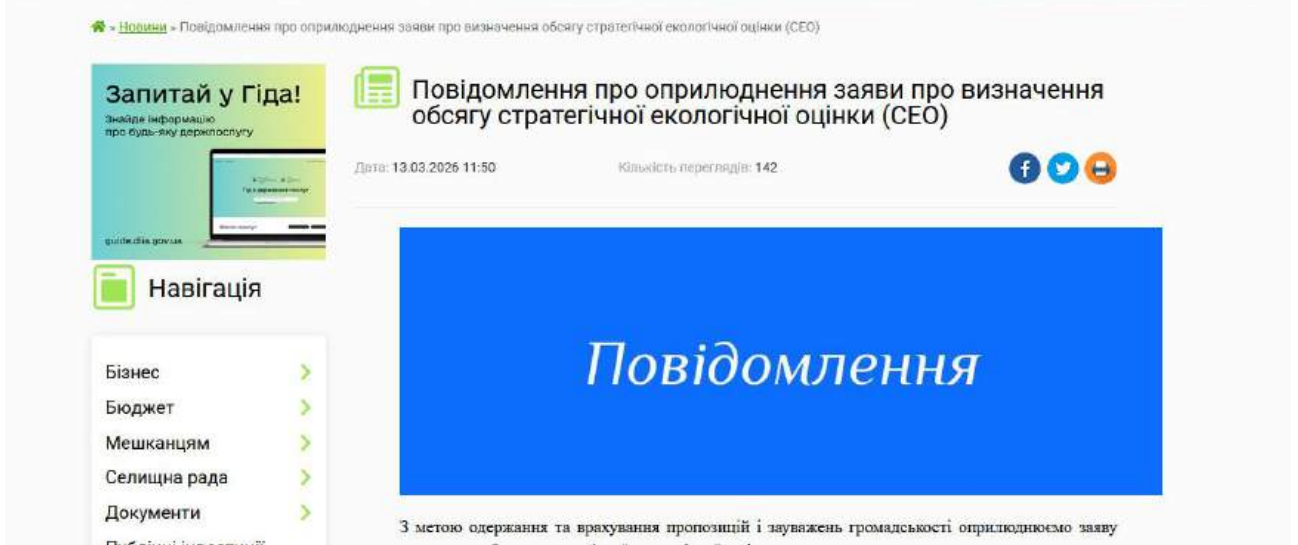 » Новини » Повідомлення про оприлюднення заяви про визначення обсягу стратегічної екологічної оцінки (СЕО)
Запитай у Гіда!
Знайде інформацію
про будь-яку держпослугу
guide.diia.gov.ua
Навігація
Бізнес
Бюджет
Мешканцям
Селищна рада
Документи
Повідомлення про оприлюднення заяви про визначення
обсягу стратегічної екологічної оцінки (СЕО)
Дата: 13.03.2026 11:50
Кількість переглядів: 142
Повідомлення
З метою одержання та врахування пропозицій і зауважень громадськості оприлюднюємо заяву